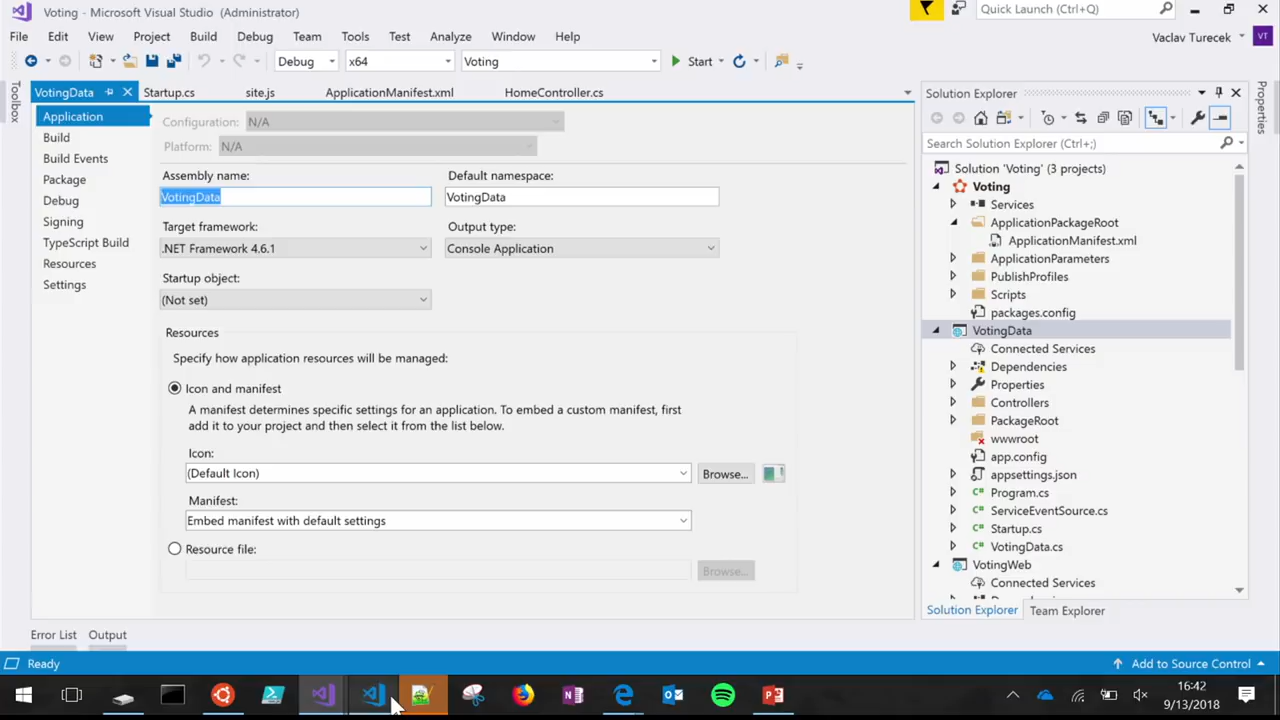 Voting - Microsoft Visual Studio (Administrator)
Quick Launch (Ctrl+Q)
File Edit View Project Build Debug Team Tools Test Analyze Window Help
Vaclav Turecek VT
Debug x64 Voting Start
VotingData Startup.cs site.js ApplicationManifest.xml HomeController.cs
Toolbox
Application
Build
Build Events
Package
Debug
Signing
TypeScript Build
Resources
Settings
Configuration: N/A
Platform: N/A
Assembly name: Default namespace:
VotingData VotingData
Target framework: Output type:
.NET Framework 4.6.1 Console Application
Startup object:
(Not set)
Resources
Specify how application resources will be managed:
Icon and manifest
A manifest determines specific settings for an application. To embed a custom manifest, first
add it to your project and then select it from the list below.
Icon:
(Default Icon) Browse...
Manifest:
Embed manifest with default settings
Resource file:
Browse...
Solution Explorer
Search Solution Explorer (Ctrl+;)
Solution 'Voting' (3 projects)
Voting
Services
ApplicationPackageRoot
ApplicationManifest.xml
ApplicationParameters
PublishProfiles
Scripts
packages.config
VotingData
Connected Services
Dependencies
Properties
Controllers
PackageRoot
wwwroot
app.config
appsettings.json
Program.cs
ServiceEventSource.cs
Startup.cs
VotingData.cs
VotingWeb
Connected Services
Solution Explorer Team Explorer
Properties
Error List Output
Ready
Add to Source Control
16:42
9/13/2018